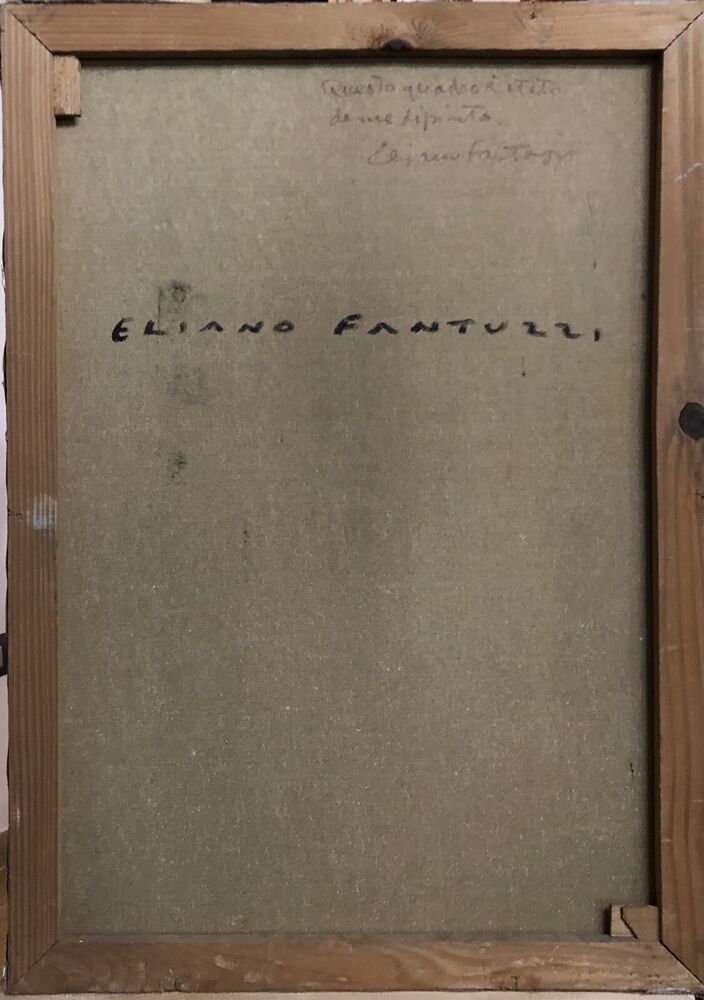 Questo quadro è stato
da me dipinto
Eliano Fantuzzi
ELIANO FANTUZZI